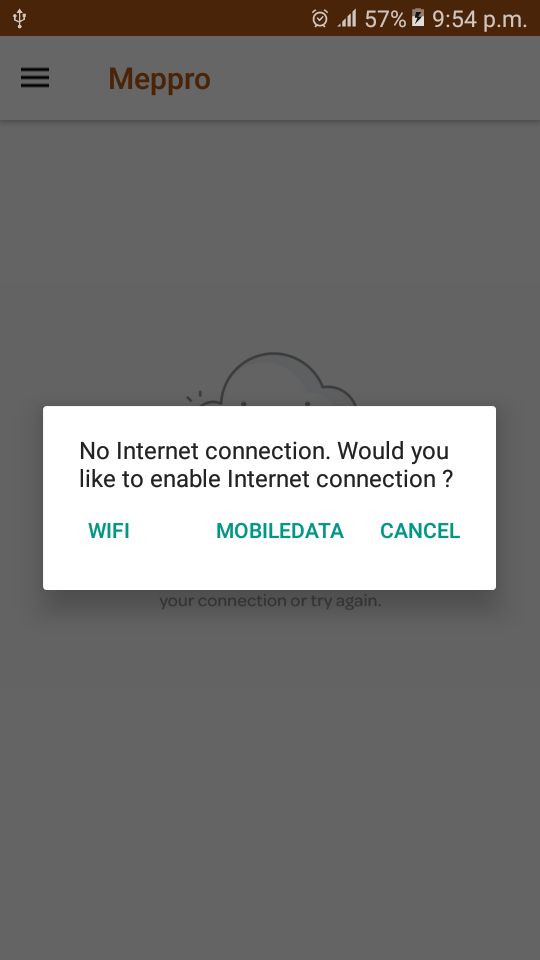 57% 9:54 p.m.
Meppro
No Internet connection. Would you
like to enable Internet connection ?
WIFI MOBILEDATA CANCEL
your connection or try again.